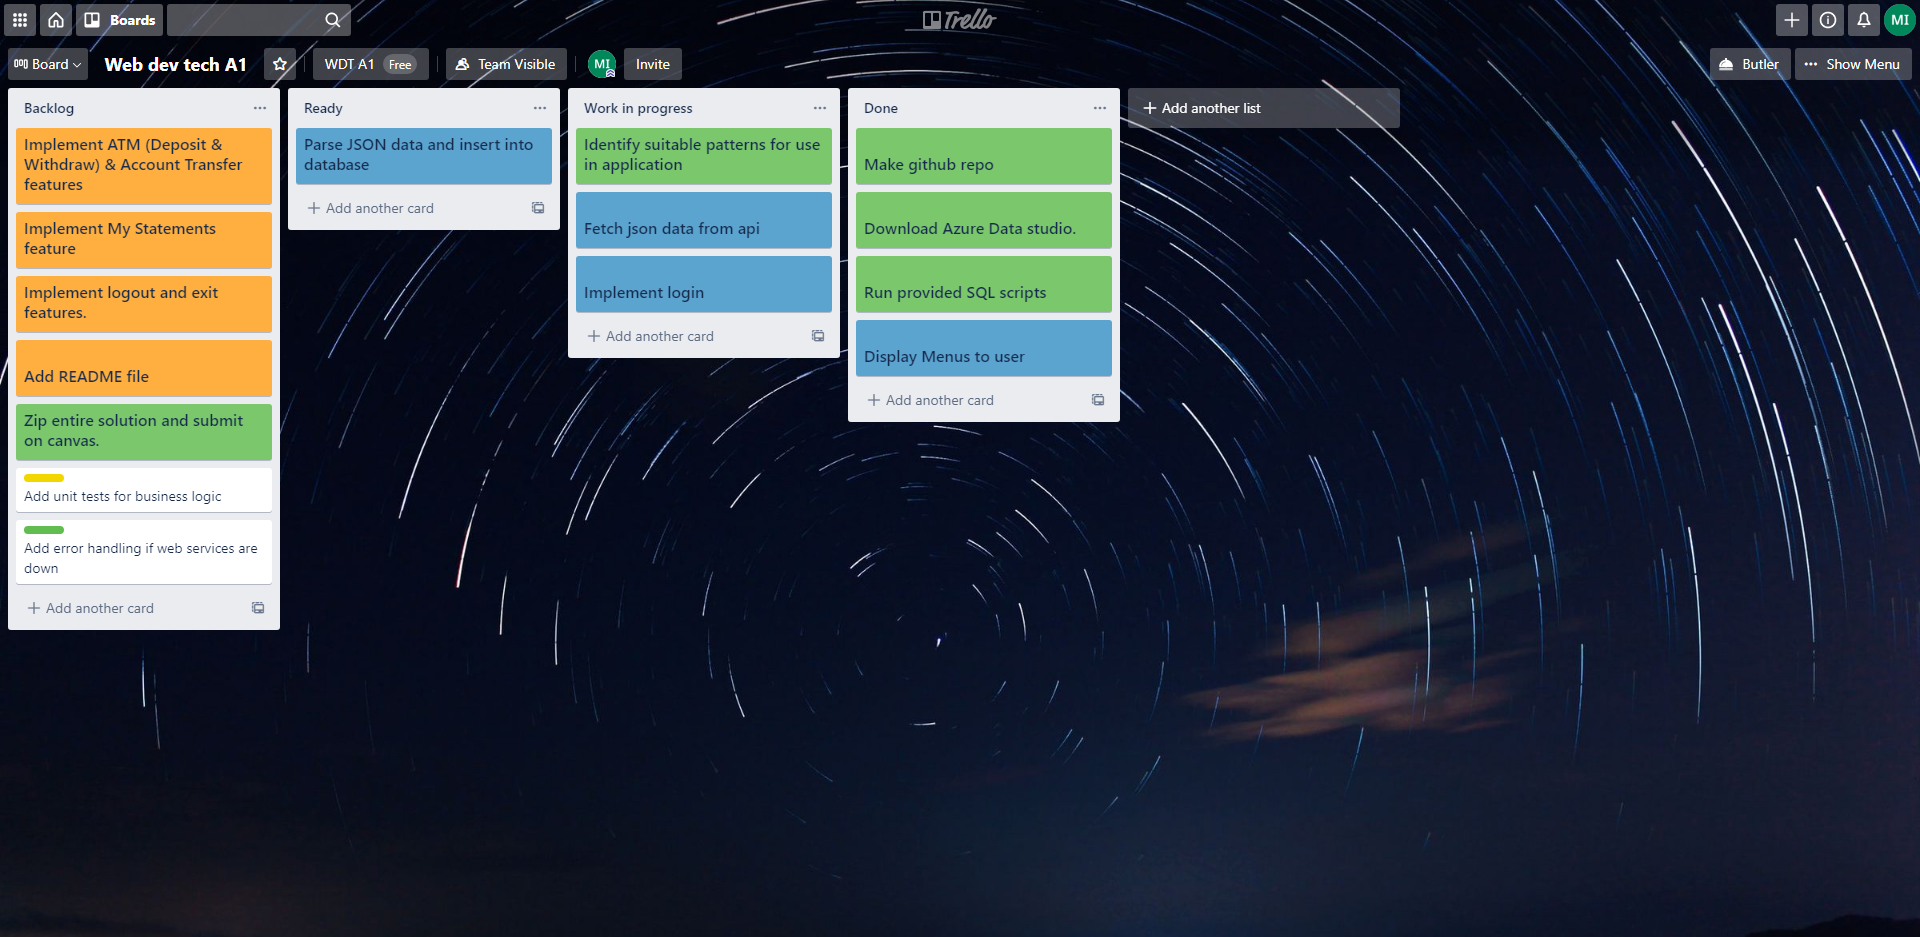 Boards
Trello
MI
Board
Web dev tech A1
WDT A1 Free
Team Visible
MI
Invite
Butler
Show Menu
Backlog
Implement ATM (Deposit &
Withdraw) & Account Transfer
features
Implement My Statements
feature
Implement logout and exit
features.
Add README file
Zip entire solution and submit
on canvas.
Add unit tests for business logic
Add error handling if web services are
down
Add another card
Ready
Parse JSON data and insert into
database
Add another card
Work in progress
Identify suitable patterns for use
in application
Fetch json data from api
Implement login
Add another card
Done
Make github repo
Download Azure Data studio.
Run provided SQL scripts
Display Menus to user
Add another card
Add another list